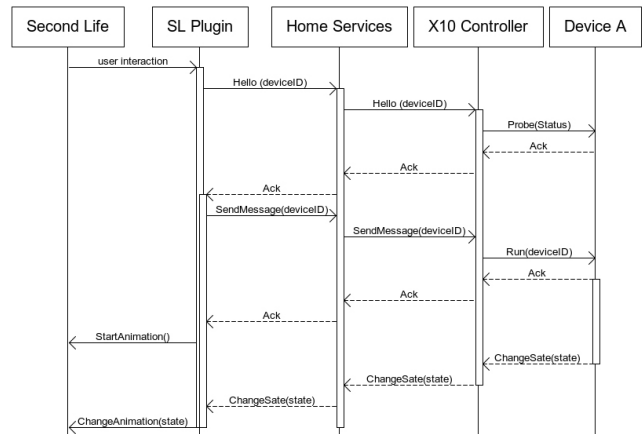 Second Life
SL Plugin
Home Services
X10 Controller
Device A
user interaction
Hello (deviceID)
Hello (deviceID)
Probe(Status)
Ack
Ack
Ack
SendMessage(deviceID)
SendMessage(deviceID)
Run(deviceID)
Ack
Ack
Ack
StartAnimation()
ChangeSate(state)
ChangeSate(state)
ChangeSate(state)
ChangeAnimation(state)